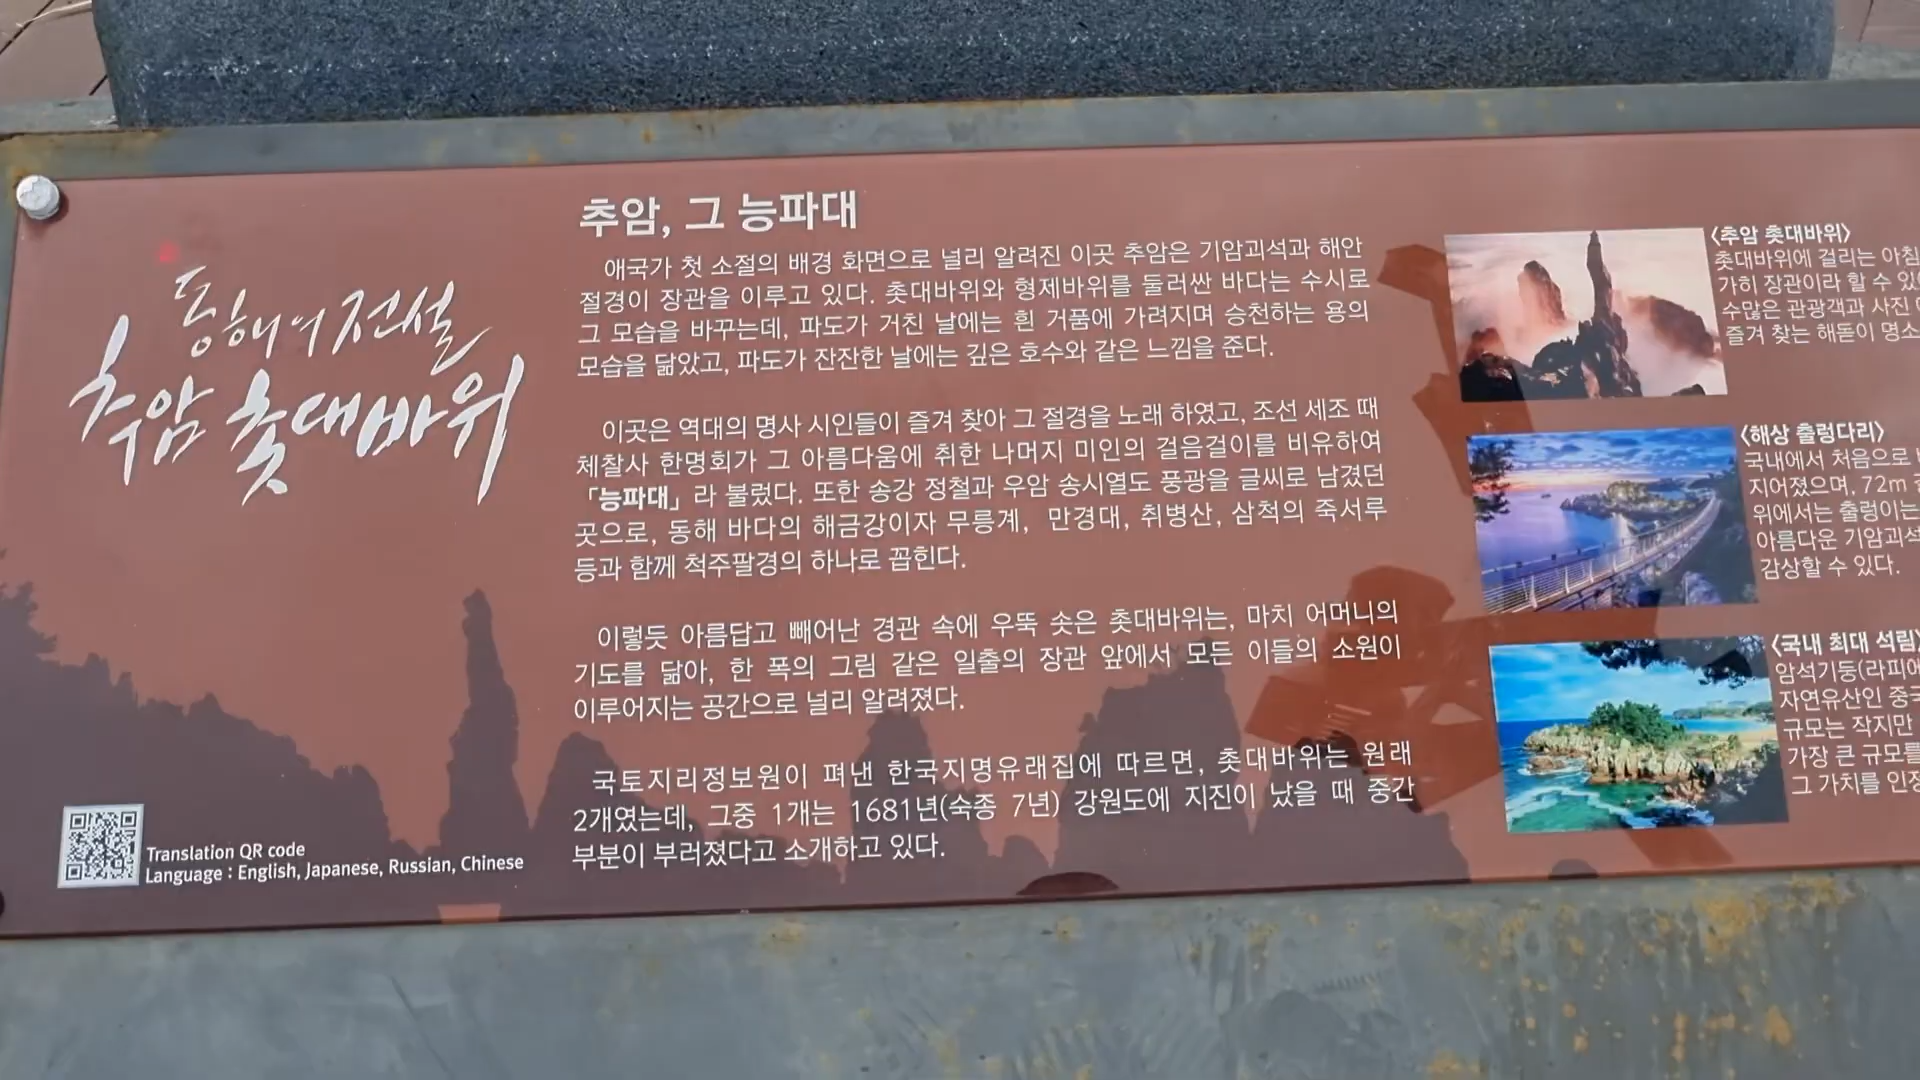 동해의 전설
추암 촛대바위
Translation QR code
Language : English, Japanese, Russian, Chinese
추암, 그 능파대
애국가 첫 소절의 배경 화면으로 널리 알려진 이곳 추암은 기암괴석과 해안
절경이 장관을 이루고 있다. 촛대바위와 형제바위를 둘러싼 바다는 수시로
그 모습을 바꾸는데, 파도가 거친 날에는 흰 거품에 가려지며 승천하는 용의
모습을 닮았고, 파도가 잔잔한 날에는 깊은 호수와 같은 느낌을 준다.
이곳은 역대의 명사 시인들이 즐겨 찾아 그 절경을 노래 하였고, 조선 세조 때
체찰사 한명회가 그 아름다움에 취한 나머지 미인의 걸음걸이를 비유하여
「능파대」라 불렀다. 또한 송강 정철과 우암 송시열도 풍광을 글씨로 남겼던
곳으로, 동해 바다의 해금강이자 무릉계, 만경대, 취병산, 삼척의 죽서루
등과 함께 척주팔경의 하나로 꼽힌다.
이렇듯 아름답고 빼어난 경관 속에 우뚝 솟은 촛대바위는, 마치 어머니의
기도를 닮아, 한 폭의 그림 같은 일출의 장관 앞에서 모든 이들의 소원이
이루어지는 공간으로 널리 알려졌다.
국토지리정보원이 펴낸 한국지명유래집에 따르면, 촛대바위는 원래
2개였는데, 그중 1개는 1681년(숙종 7년) 강원도에 지진이 났을 때 중간
부분이 부러졌다고 소개하고 있다.
<추암 촛대바위>
촛대바위에 걸리는 아침
가히 장관이라 할 수 있
수많은 관광객과 사진
즐겨 찾는 해돋이 명소
<해상 출렁다리>
국내에서 처음으로
지어졌으며, 72m
위에서는 출렁이는
아름다운 기암괴석
감상할 수 있다.
<국내 최대 석림>
암석기둥(라피에
자연유산인 중국
규모는 작지만
가장 큰 규모를
그 가치를 인정